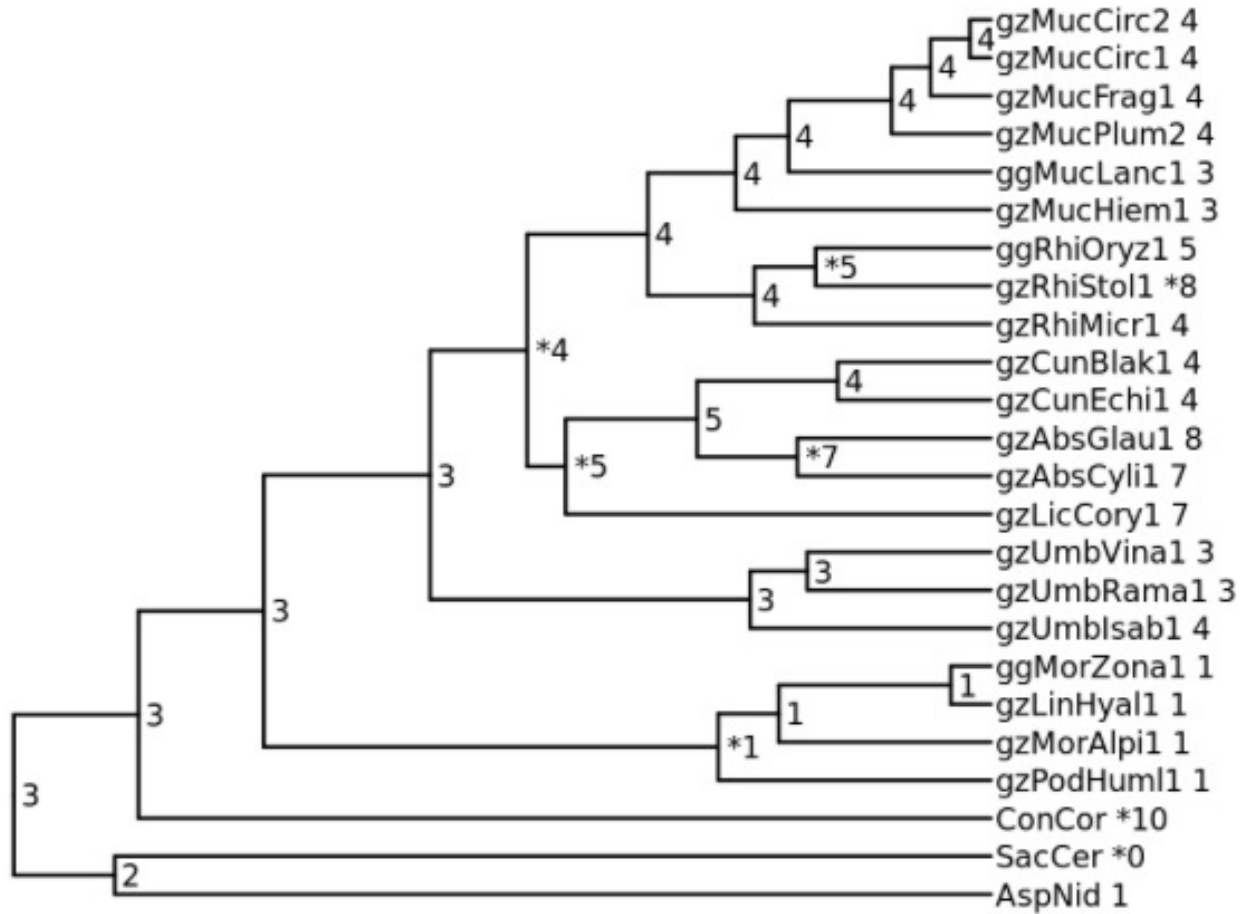 gzMucCirc2 4
4
gzMucCirc1 4
4
gzMucFrag1 4
4
gzMucPlum2 4
4
ggMucLanc1 3
4
gzMucHiem1 3
4
ggRhiOryz1 5
*5
gzRhiStol1 *8
4
gzRhiMicr1 4
*4
gzCunBlak1 4
4
gzCunEchi1 4
5
gzAbsGlau1 8
*7
gzAbsCyli1 7
*5
3
gzLicCory1 7
gzUmbVina1 3
3
gzUmbRama1 3
3
3
gzUmbIsab1 4
ggMorZona1 1
1
gzLinHyal1 1
3
1
gzMorAlpi1 1
*1
gzPodHuml1 1
3
ConCor *10
SacCer *0
2
AspNid 1